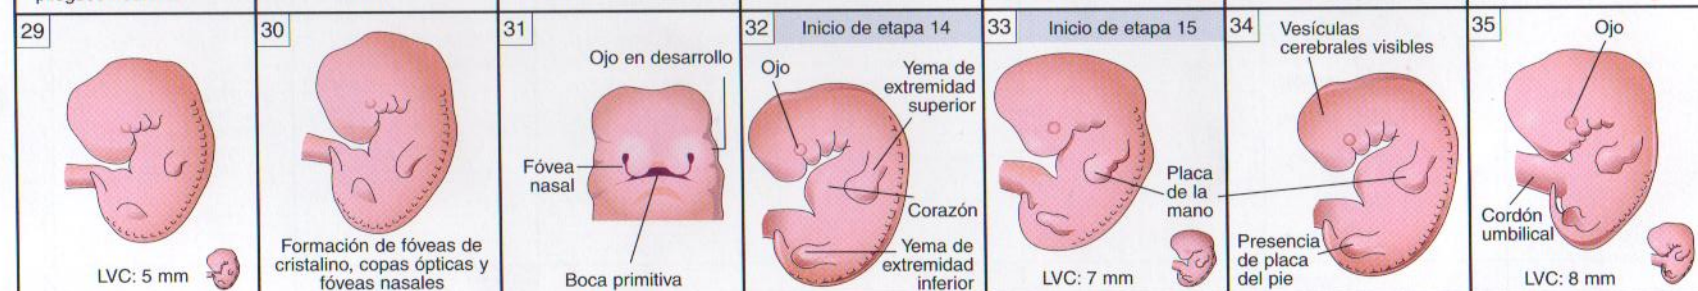 29
LVC: 5 mm
30
Formación de fóveas de
cristalino, copas ópticas y
fóveas nasales
31
Ojo en desarrollo
Fóvea
nasal
Boca primitiva
32
Inicio de etapa 14
Ojo
Yema de
extremidad
superior
Corazón
Yema de
extremidad
inferior
33
Inicio de etapa 15
Placa
de la
mano
LVC: 7 mm
34
Vesículas
cerebrales visibles
Presencia
de placa
del pie
35
Ojo
Cordón
umbilical
LVC: 8 mm